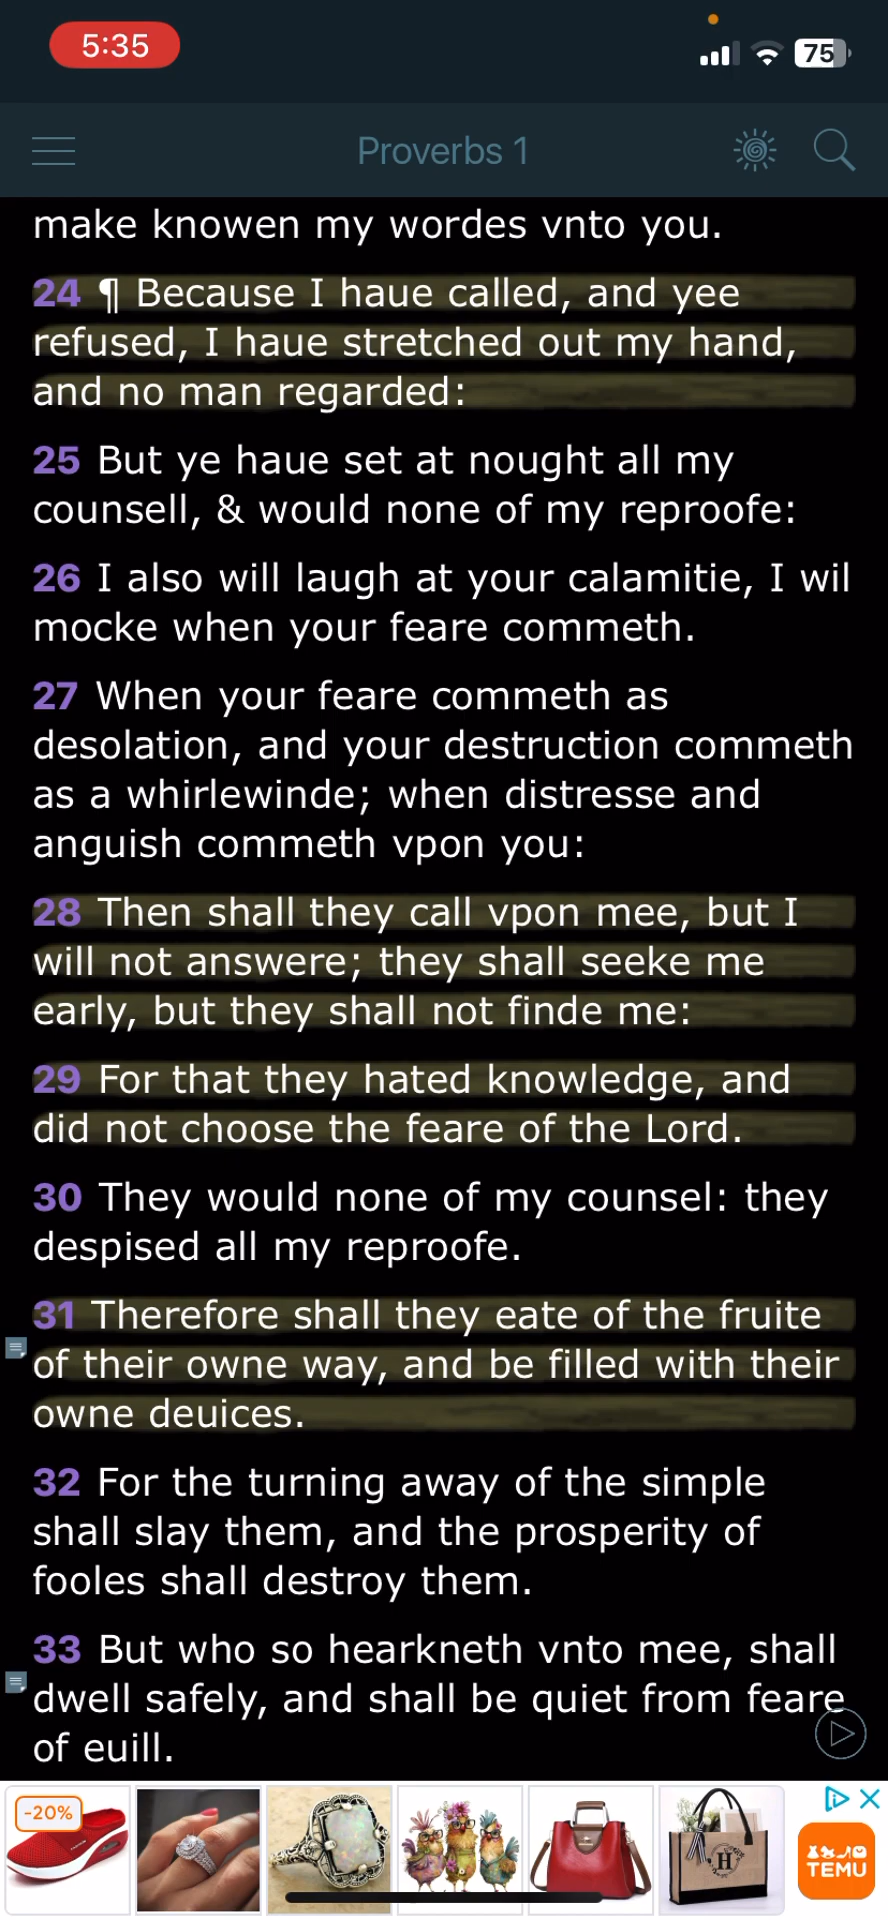 5:35
75
Proverbs 1
make knowen my wordes vnto you.
24 ¶ Because I haue called, and yee
refused, I haue stretched out my hand,
and no man regarded:
25 But ye haue set at nought all my
counsell, & would none of my reproofe:
26 I also will laugh at your calamitie, I wil
mocke when your feare commeth.
27 When your feare commeth as
desolation, and your destruction commeth
as a whirlewinde; when distresse and
anguish commeth vpon you:
28 Then shall they call vpon mee, but I
will not answere; they shall seeke me
early, but they shall not finde me:
29 For that they hated knowledge, and
did not choose the feare of the Lord.
30 They would none of my counsel: they
despised all my reproofe.
31 Therefore shall they eate of the fruite
of their owne way, and be filled with their
owne deuices.
32 For the turning away of the simple
shall slay them, and the prosperity of
fooles shall destroy them.
33 But who so hearkneth vnto mee, shall
dwell safely, and shall be quiet from feare
of euill.
-20%
H
TEMU